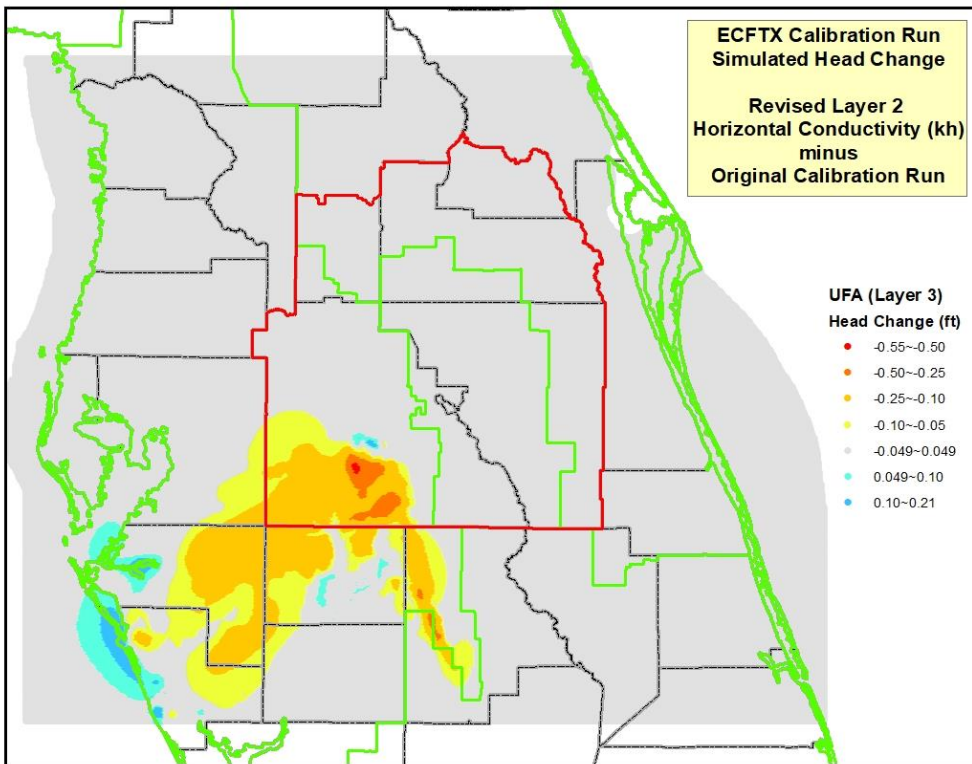 ECFTX Calibration Run
Simulated Head Change
Revised Layer 2
Horizontal Conductivity (kh)
minus
Original Calibration Run
UFA (Layer 3)
Head Change (ft)
-0.55~-0.50
-0.50~-0.25
-0.25~-0.10
-0.10~-0.05
-0.049~0.049
0.049~0.10
0.10~0.21